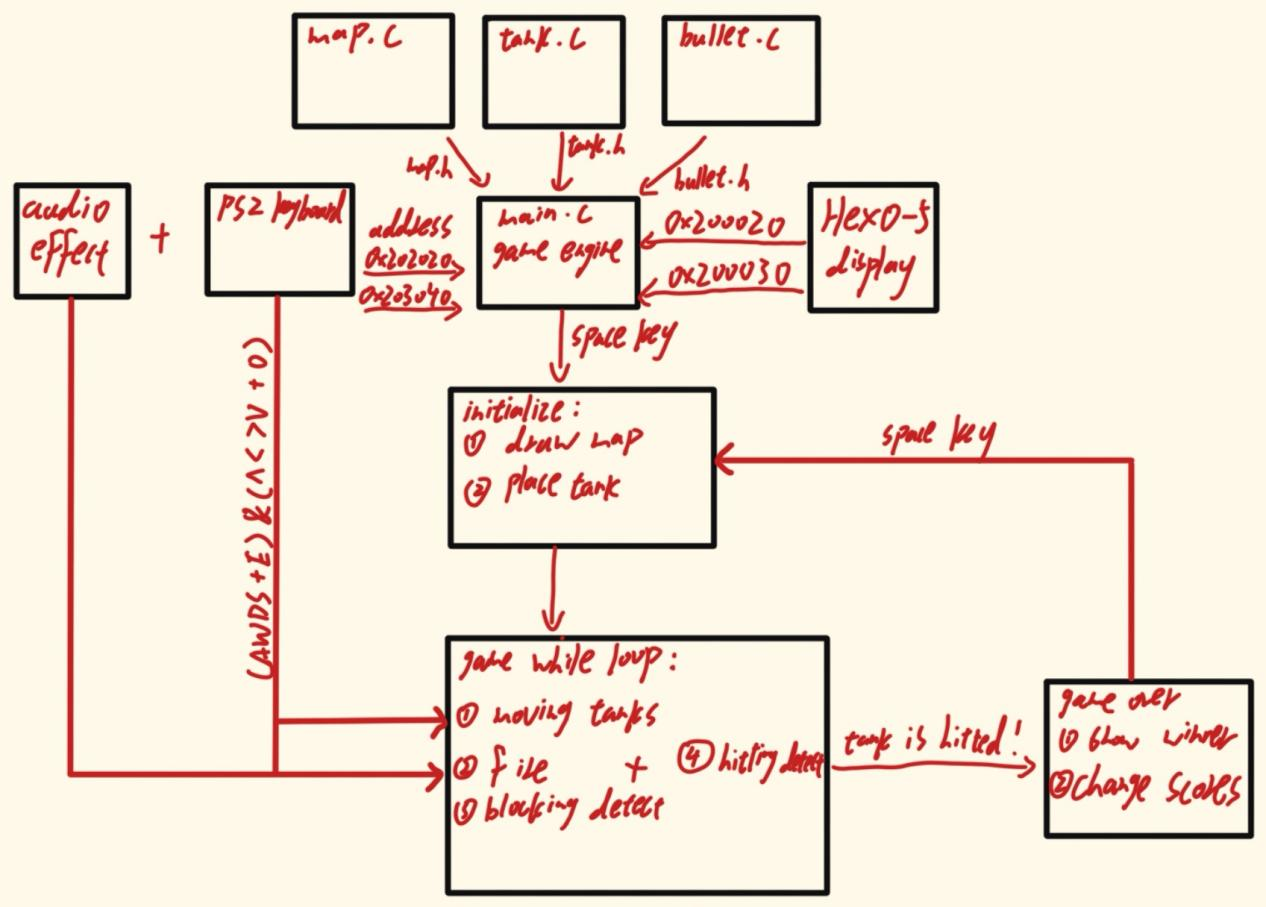 map.c
tank.c
bullet.c
map.h
tank.h
bullet.h
audio
effect
+
PS2 keyboard
address
0x202020
0x203040
main.c
game engine
0x200020
0x200030
Hex0-5
display
space key
(AWDS+E)&(∧<>V+0)
initialize:
① draw map
② place tank
space key
game while loop:
① moving tanks
② fire + ④ hitting detect
③ blocking detect
tank is hitted!
game over
① show winner
② change scores